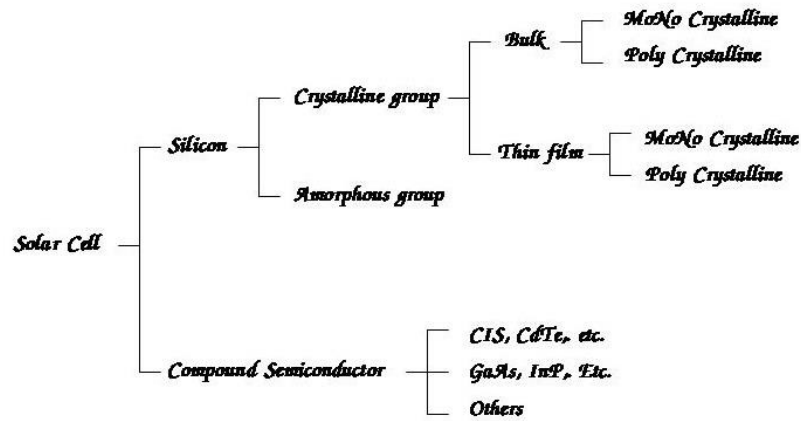 MoNo Crystalline
Bulk
Poly Crystalline
Crystalline group
MoNo Crystalline
Silicon
Thin film
Poly Crystalline
Amorphous group
Solar Cell
CIS, CdTe, etc.
Compound Semiconductor
GaAs, InP, Etc.
Others